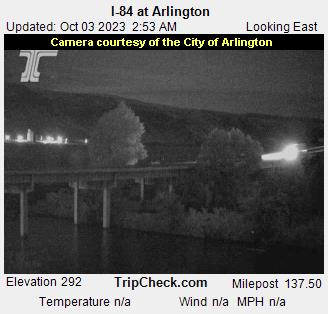 I-84 at Arlington
Updated: Oct 03 2023 2:53 AM Looking East
Camera courtesy of the City of Arlington
Elevation 292 TripCheck.com Milepost 137.50
Temperature n/a Wind n/a MPH n/a